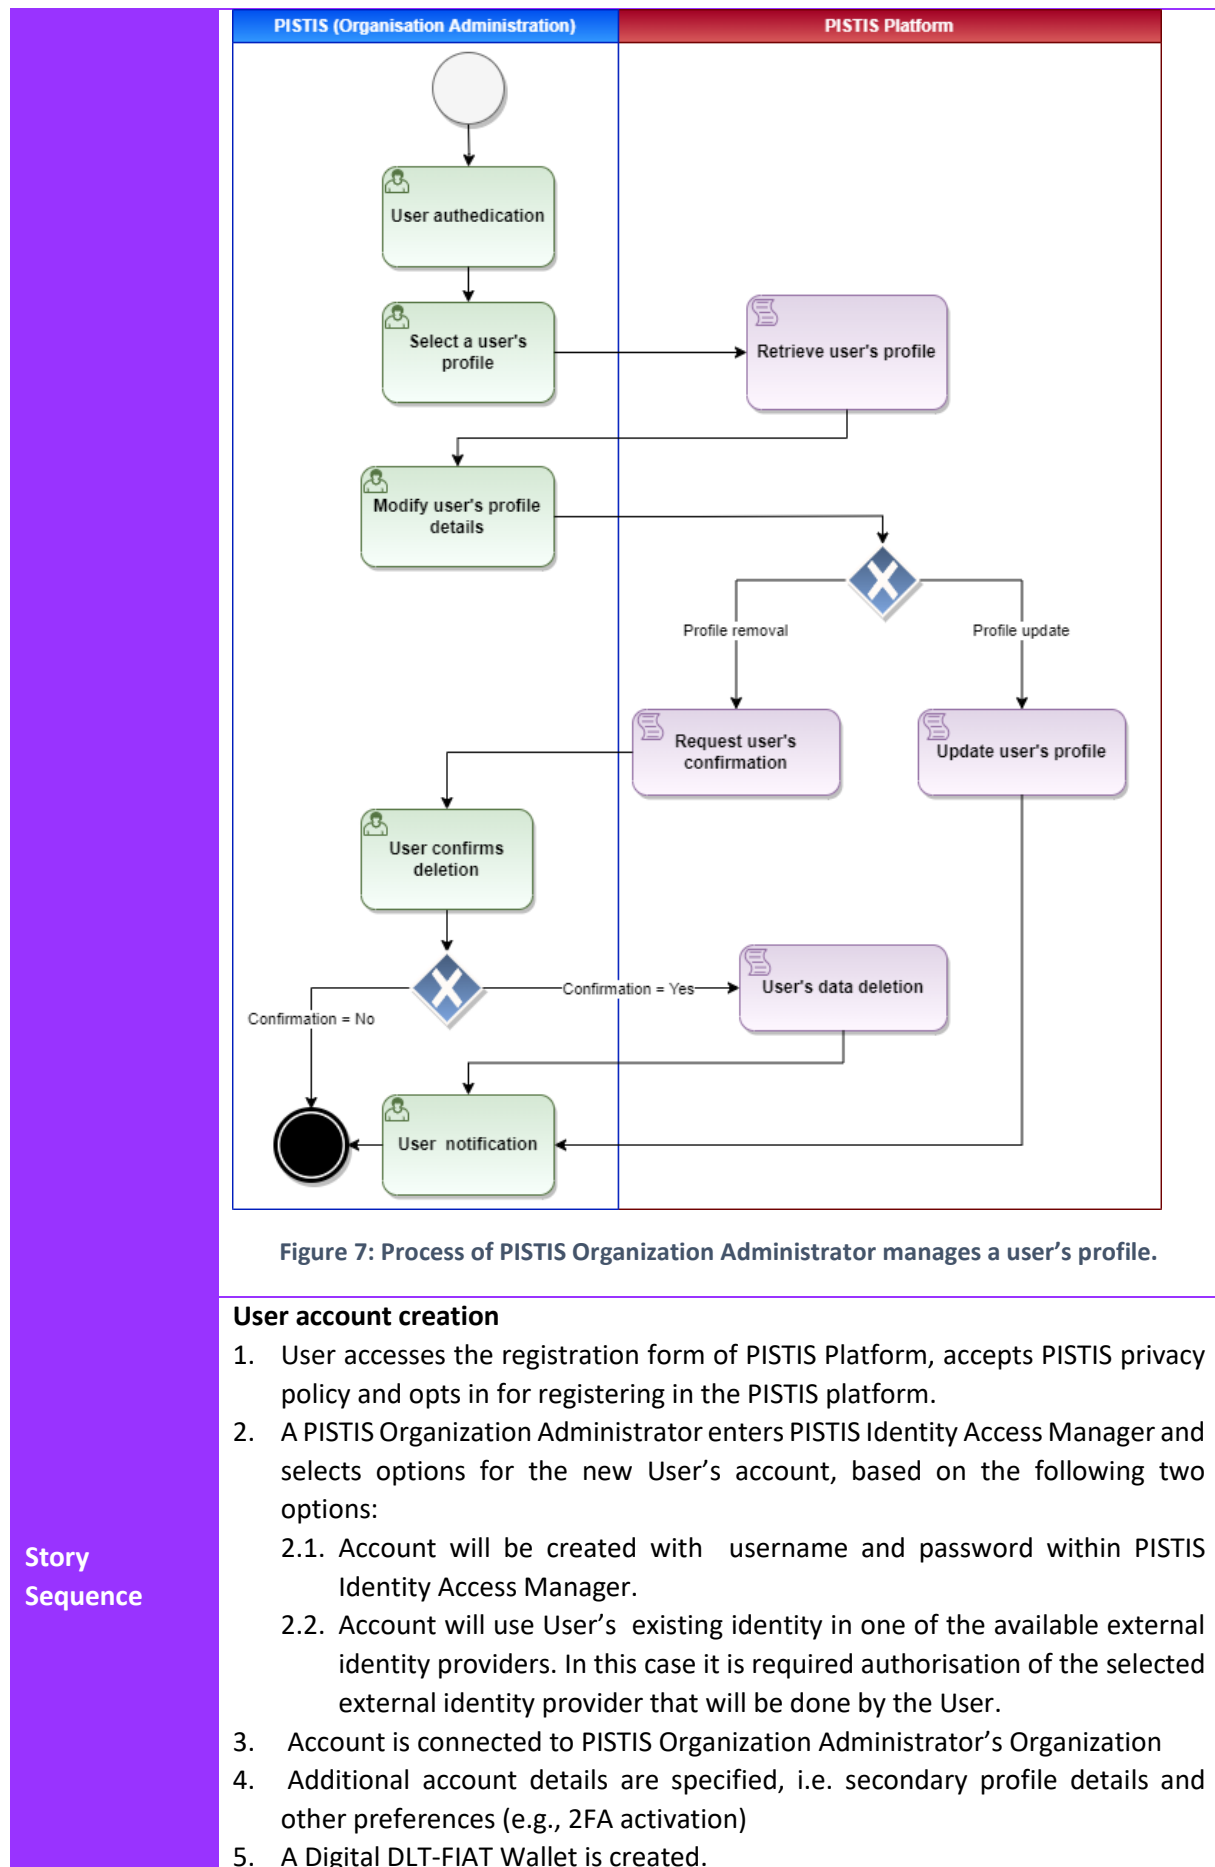 PISTIS (Organisation Administration)
PISTIS Platform
User authedication
Select a user's
profile
Retrieve user's profile
Modify user's profile
details
Profile removal
Profile update
Request user's
confirmation
Update user's profile
User confirms
deletion
Confirmation = Yes
User's data deletion
Confirmation = No
User notification
Figure 7: Process of PISTIS Organization Administrator manages a user’s profile.
Story
Sequence
User account creation
1. User accesses the registration form of PISTIS Platform, accepts PISTIS privacy
policy and opts in for registering in the PISTIS platform.
2. A PISTIS Organization Administrator enters PISTIS Identity Access Manager and
selects options for the new User’s account, based on the following two
options:
2.1. Account will be created with username and password within PISTIS
Identity Access Manager.
2.2. Account will use User’s existing identity in one of the available external
identity providers. In this case it is required authorisation of the selected
external identity provider that will be done by the User.
3. Account is connected to PISTIS Organization Administrator’s Organization
4. Additional account details are specified, i.e. secondary profile details and
other preferences (e.g., 2FA activation)
5. A Digital DLT-FIAT Wallet is created.